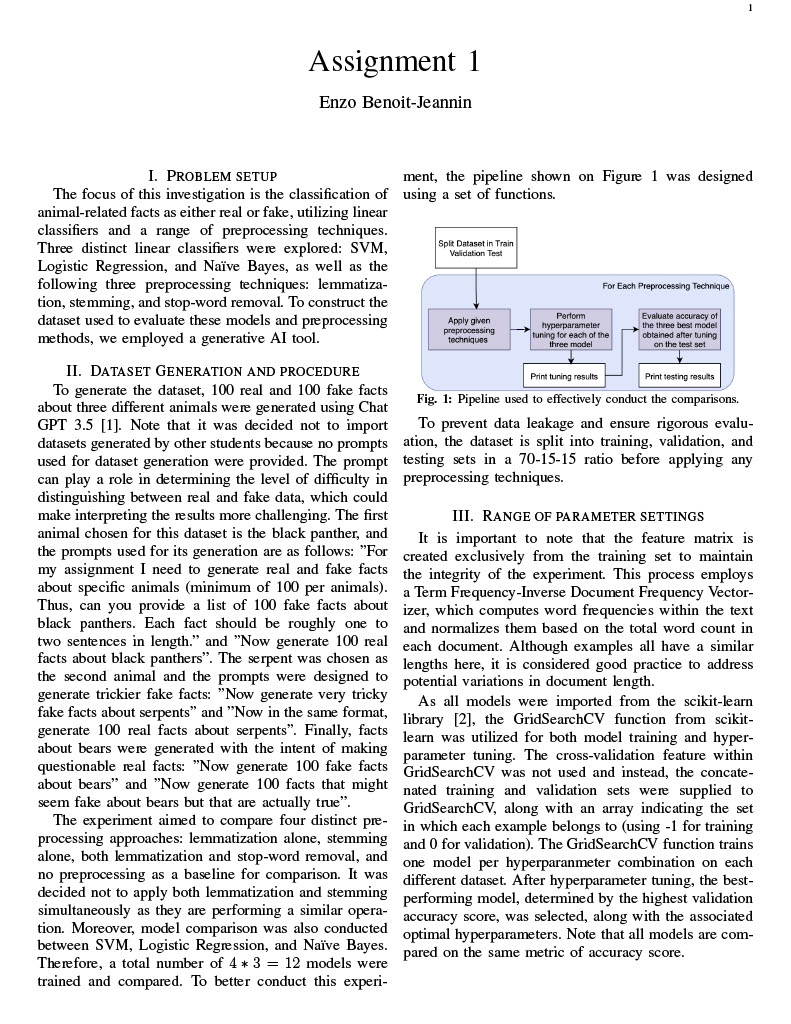 1
Assignment 1
Enzo Benoit-Jeannin
I. PROBLEM SETUP
The focus of this investigation is the classification of
animal-related facts as either real or fake, utilizing linear
classifiers and a range of preprocessing techniques.
Three distinct linear classifiers were explored: SVM,
Logistic Regression, and Naïve Bayes, as well as the
following three preprocessing techniques: lemmatiza-
tion, stemming, and stop-word removal. To construct the
dataset used to evaluate these models and preprocessing
methods, we employed a generative AI tool.
II. DATASET GENERATION AND PROCEDURE
To generate the dataset, 100 real and 100 fake facts
about three different animals were generated using Chat
GPT 3.5 [1]. Note that it was decided not to import
datasets generated by other students because no prompts
used for dataset generation were provided. The prompt
can play a role in determining the level of difficulty in
distinguishing between real and fake data, which could
make interpreting the results more challenging. The first
animal chosen for this dataset is the black panther, and
the prompts used for its generation are as follows: ”For
my assignment I need to generate real and fake facts
about specific animals (minimum of 100 per animals).
Thus, can you provide a list of 100 fake facts about
black panthers. Each fact should be roughly one to
two sentences in length.” and ”Now generate 100 real
facts about black panthers”. The serpent was chosen as
the second animal and the prompts were designed to
generate trickier fake facts: ”Now generate very tricky
fake facts about serpents” and ”Now in the same format,
generate 100 real facts about serpents”. Finally, facts
about bears were generated with the intent of making
questionable real facts: ”Now generate 100 fake facts
about bears” and ”Now generate 100 facts that might
seem fake about bears but that are actually true”.
The experiment aimed to compare four distinct pre-
processing approaches: lemmatization alone, stemming
alone, both lemmatization and stop-word removal, and
no preprocessing as a baseline for comparison. It was
decided not to apply both lemmatization and stemming
simultaneously as they are performing a similar opera-
tion. Moreover, model comparison was also conducted
between SVM, Logistic Regression, and Naïve Bayes.
Therefore, a total number of 4 ∗ 3 = 12 models were
trained and compared. To better conduct this experi-
ment, the pipeline shown on Figure 1 was designed
using a set of functions.
Split Dataset in Train
Validation Test
For Each Preprocessing Technique
Apply given
preprocessing
techniques
Perform
hyperparameter
tuning for each of the
three model
Evaluate accuracy of
the three best model
obtained after tuning
on the test set
Print tuning results
Print testing results
Fig. 1: Pipeline used to effectively conduct the comparisons.
To prevent data leakage and ensure rigorous evalu-
ation, the dataset is split into training, validation, and
testing sets in a 70-15-15 ratio before applying any
preprocessing techniques.
III. RANGE OF PARAMETER SETTINGS
It is important to note that the feature matrix is
created exclusively from the training set to maintain
the integrity of the experiment. This process employs
a Term Frequency-Inverse Document Frequency Vector-
izer, which computes word frequencies within the text
and normalizes them based on the total word count in
each document. Although examples all have a similar
lengths here, it is considered good practice to address
potential variations in document length.
As all models were imported from the scikit-learn
library [2], the GridSearchCV function from scikit-
learn was utilized for both model training and hyper-
parameter tuning. The cross-validation feature within
GridSearchCV was not used and instead, the concate-
nated training and validation sets were supplied to
GridSearchCV, along with an array indicating the set
in which each example belongs to (using -1 for training
and 0 for validation). The GridSearchCV function trains
one model per hyperparanmeter combination on each
different dataset. After hyperparameter tuning, the best-
performing model, determined by the highest validation
accuracy score, was selected, along with the associated
optimal hyperparameters. Note that all models are com-
pared on the same metric of accuracy score.